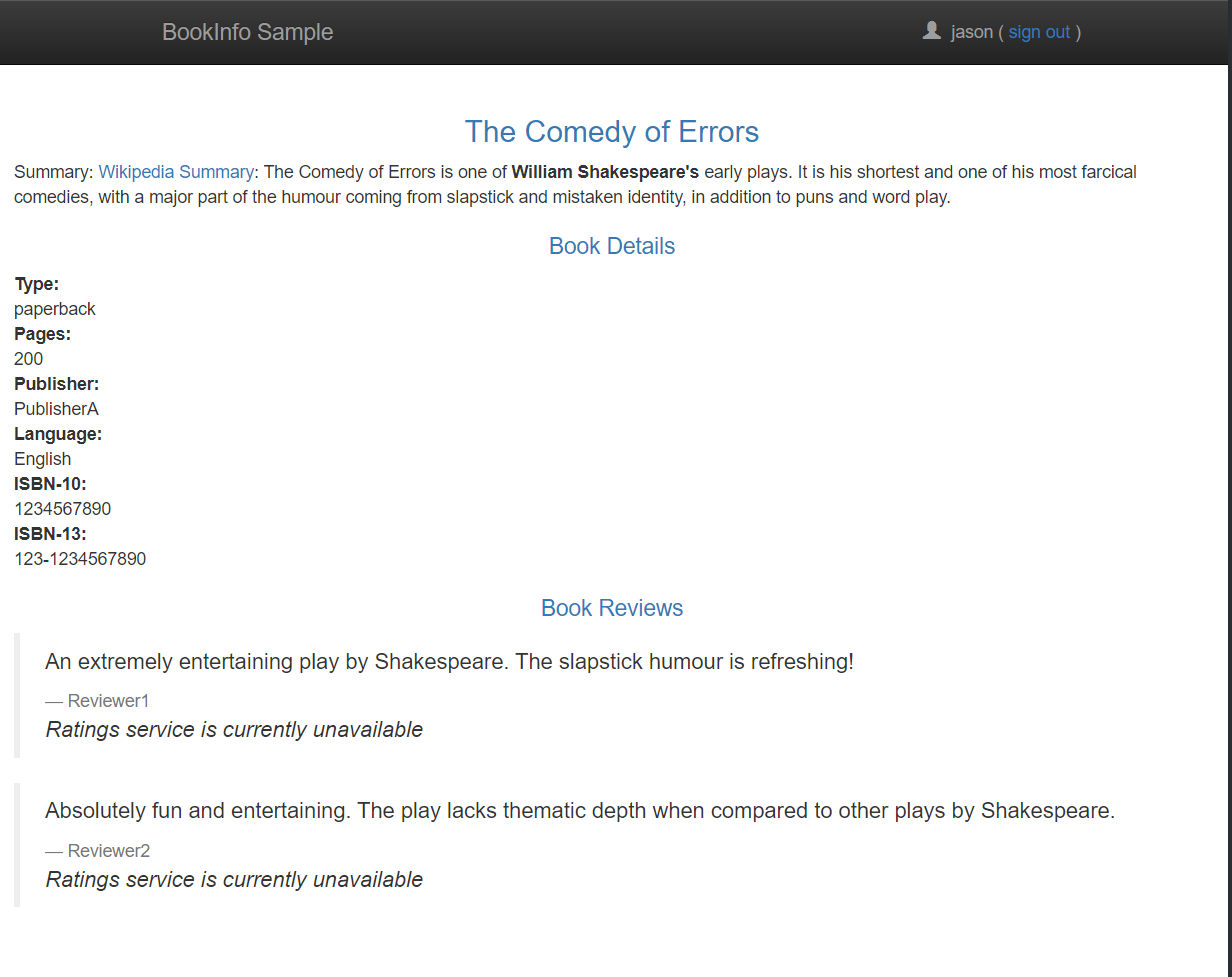 BookInfo Sample
jason ( sign out )
The Comedy of Errors
Summary: Wikipedia Summary: The Comedy of Errors is one of William Shakespeare's early plays. It is his shortest and one of his most farcical
comedies, with a major part of the humour coming from slapstick and mistaken identity, in addition to puns and word play.
Book Details
Type:
paperback
Pages:
200
Publisher:
PublisherA
Language:
English
ISBN-10:
1234567890
ISBN-13:
123-1234567890
Book Reviews
An extremely entertaining play by Shakespeare. The slapstick humour is refreshing!
— Reviewer1
Ratings service is currently unavailable
Absolutely fun and entertaining. The play lacks thematic depth when compared to other plays by Shakespeare.
— Reviewer2
Ratings service is currently unavailable